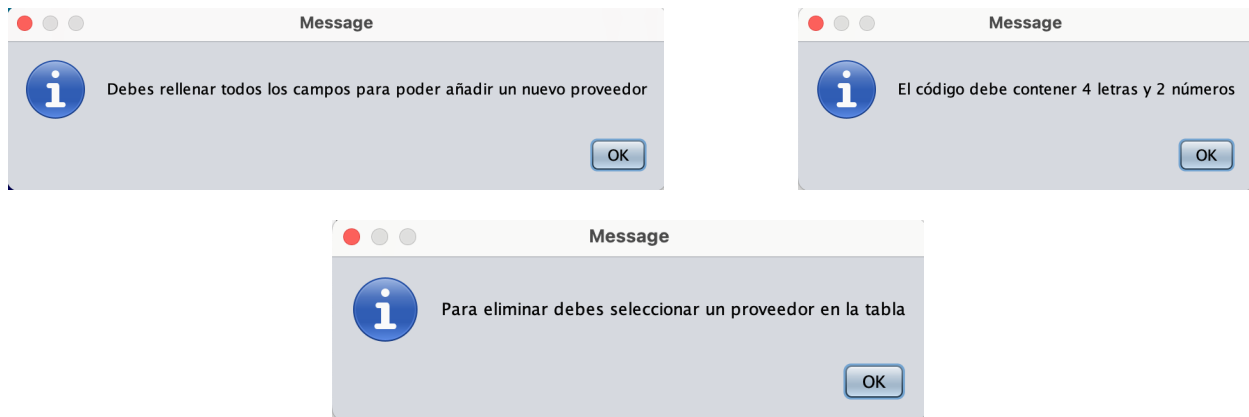 Message
Debes rellenar todos los campos para poder añadir un nuevo proveedor
OK
Message
El código debe contener 4 letras y 2 números
OK
Message
Para eliminar debes seleccionar un proveedor en la tabla
OK